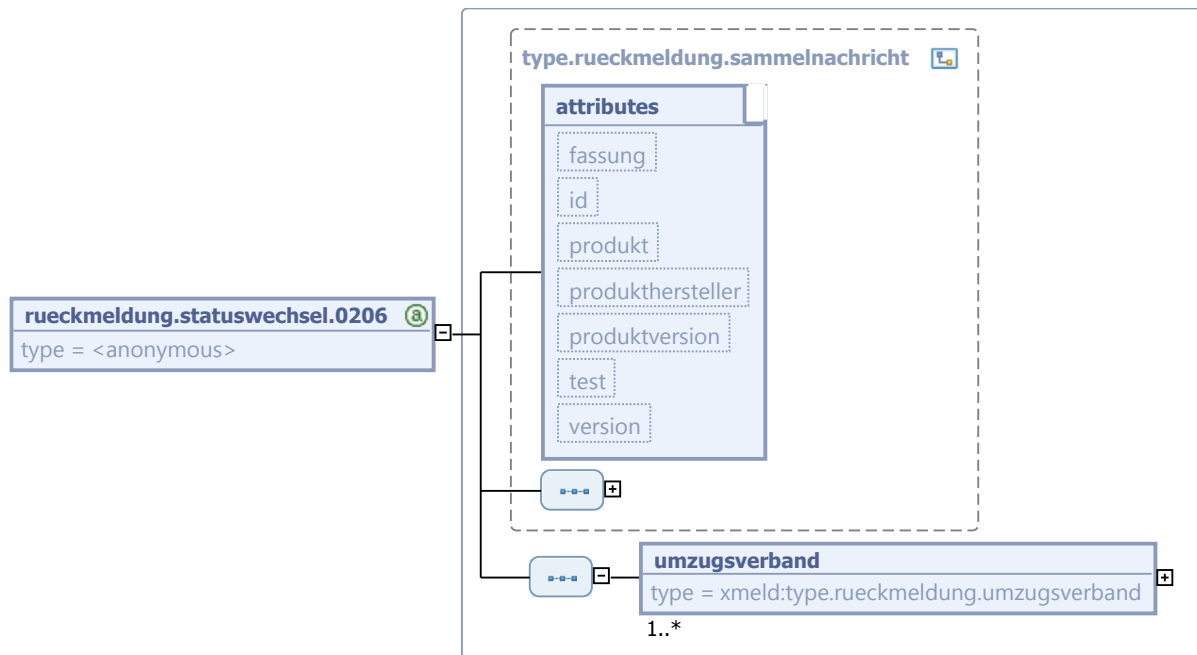 type.rueckmeldung.sammelnachricht
attributes
fassung
id
produkt
produkthersteller
produktversion
test
version
rueckmeldung.statuswechsel.0206 a
type = <anonymous>
umzugsverband
type = xmeld:type.rueckmeldung.umzugsverband
1..*